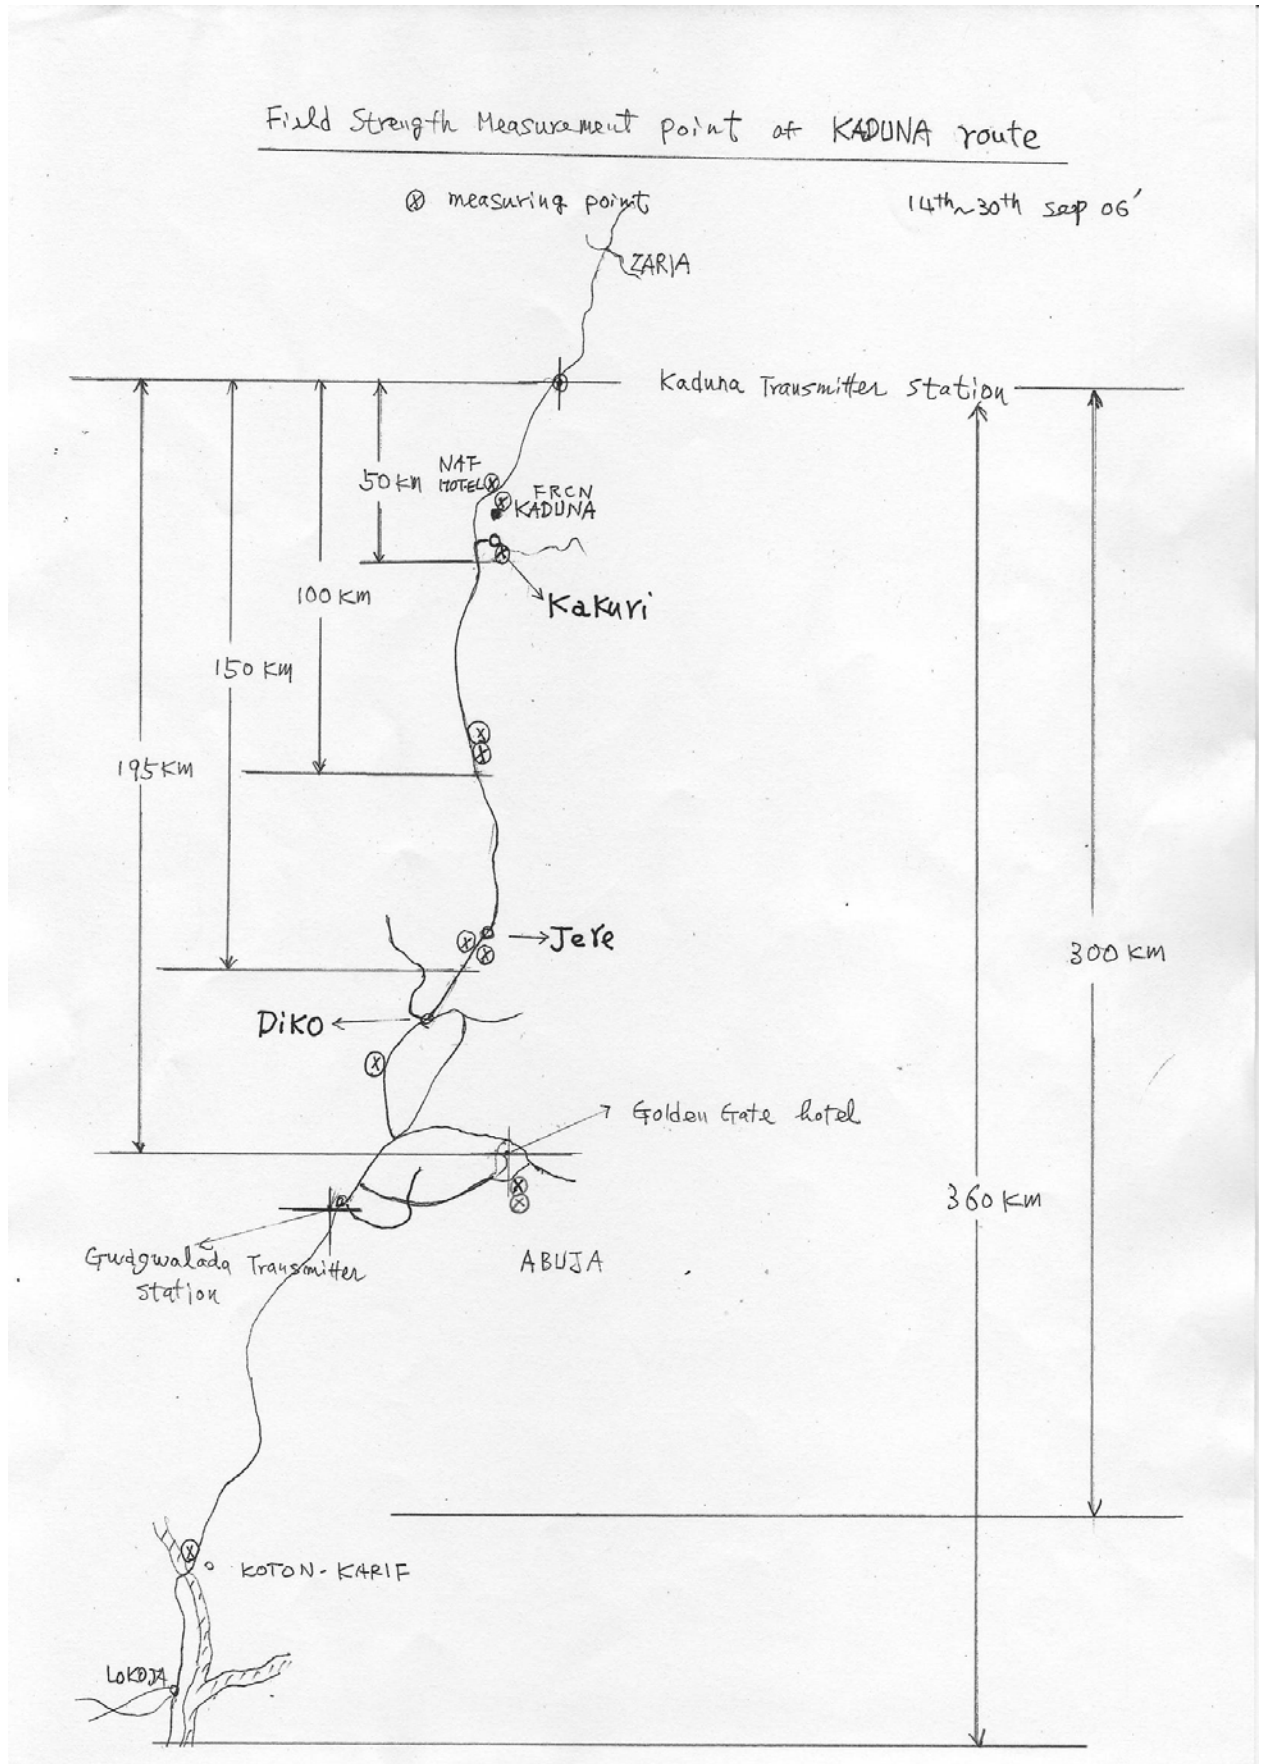 Field Strength Measurement point of KADUNA route
ⓧ measuring point
14th~30th sep 06'
ZARIA
Kaduna Transmitter station
NAF
HOTEL
50 KM
FRCN
KADUNA
100 KM
Kakuri
150 KM
195 KM
Jere
300 KM
DiKO
Golden Gate hotel
360 KM
Gwagwalada Transmitter
station
ABUJA
KOTON-KARIF
LOKOJA